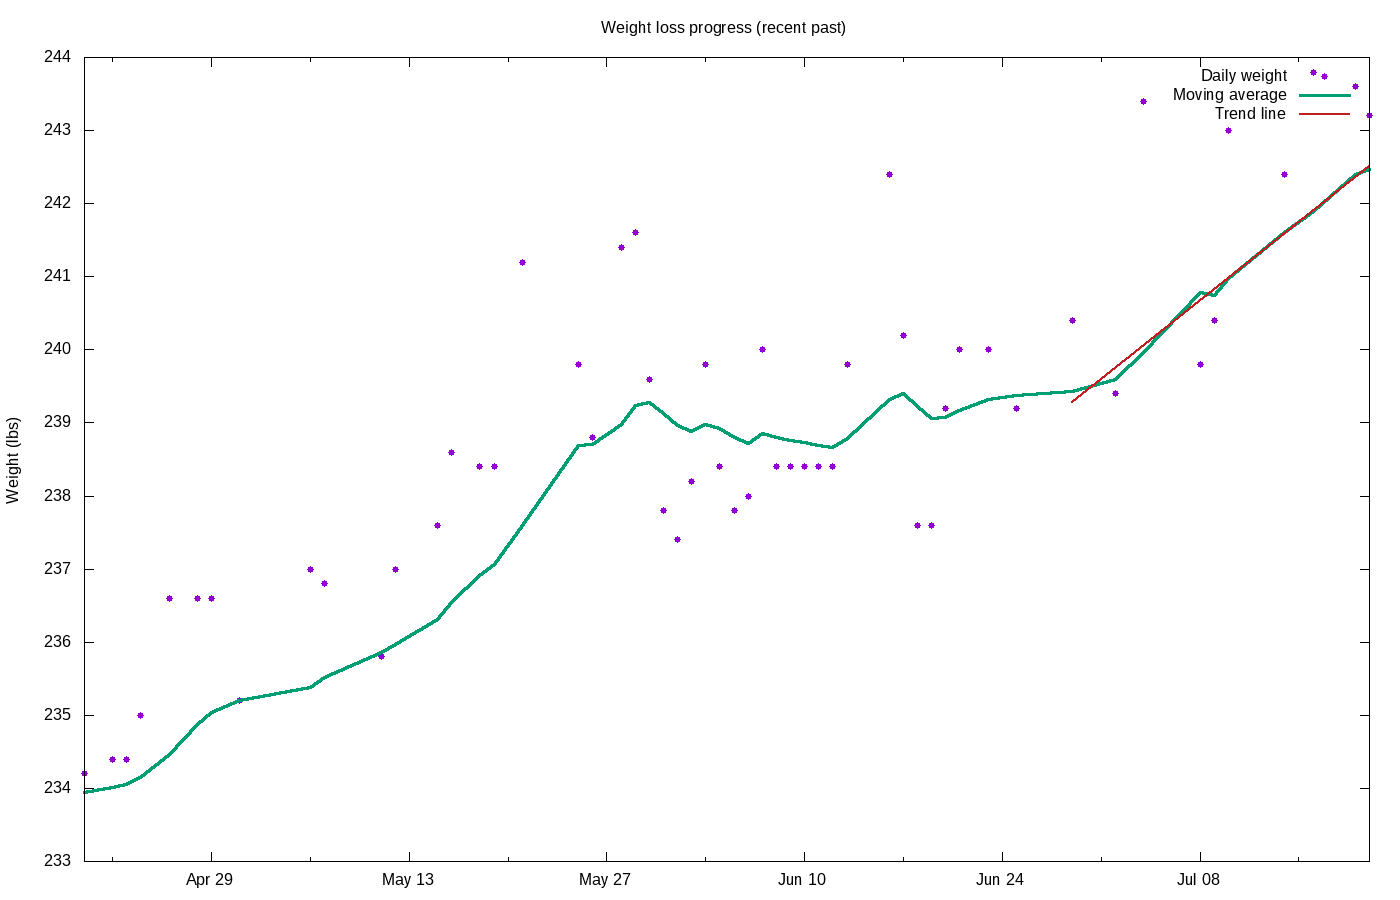 Weight loss progress (recent past)
Daily weight
Moving average
Trend line
Weight (lbs)
244
243
242
241
240
239
238
237
236
235
234
233
Apr 29
May 13
May 27
Jun 10
Jun 24
Jul 08